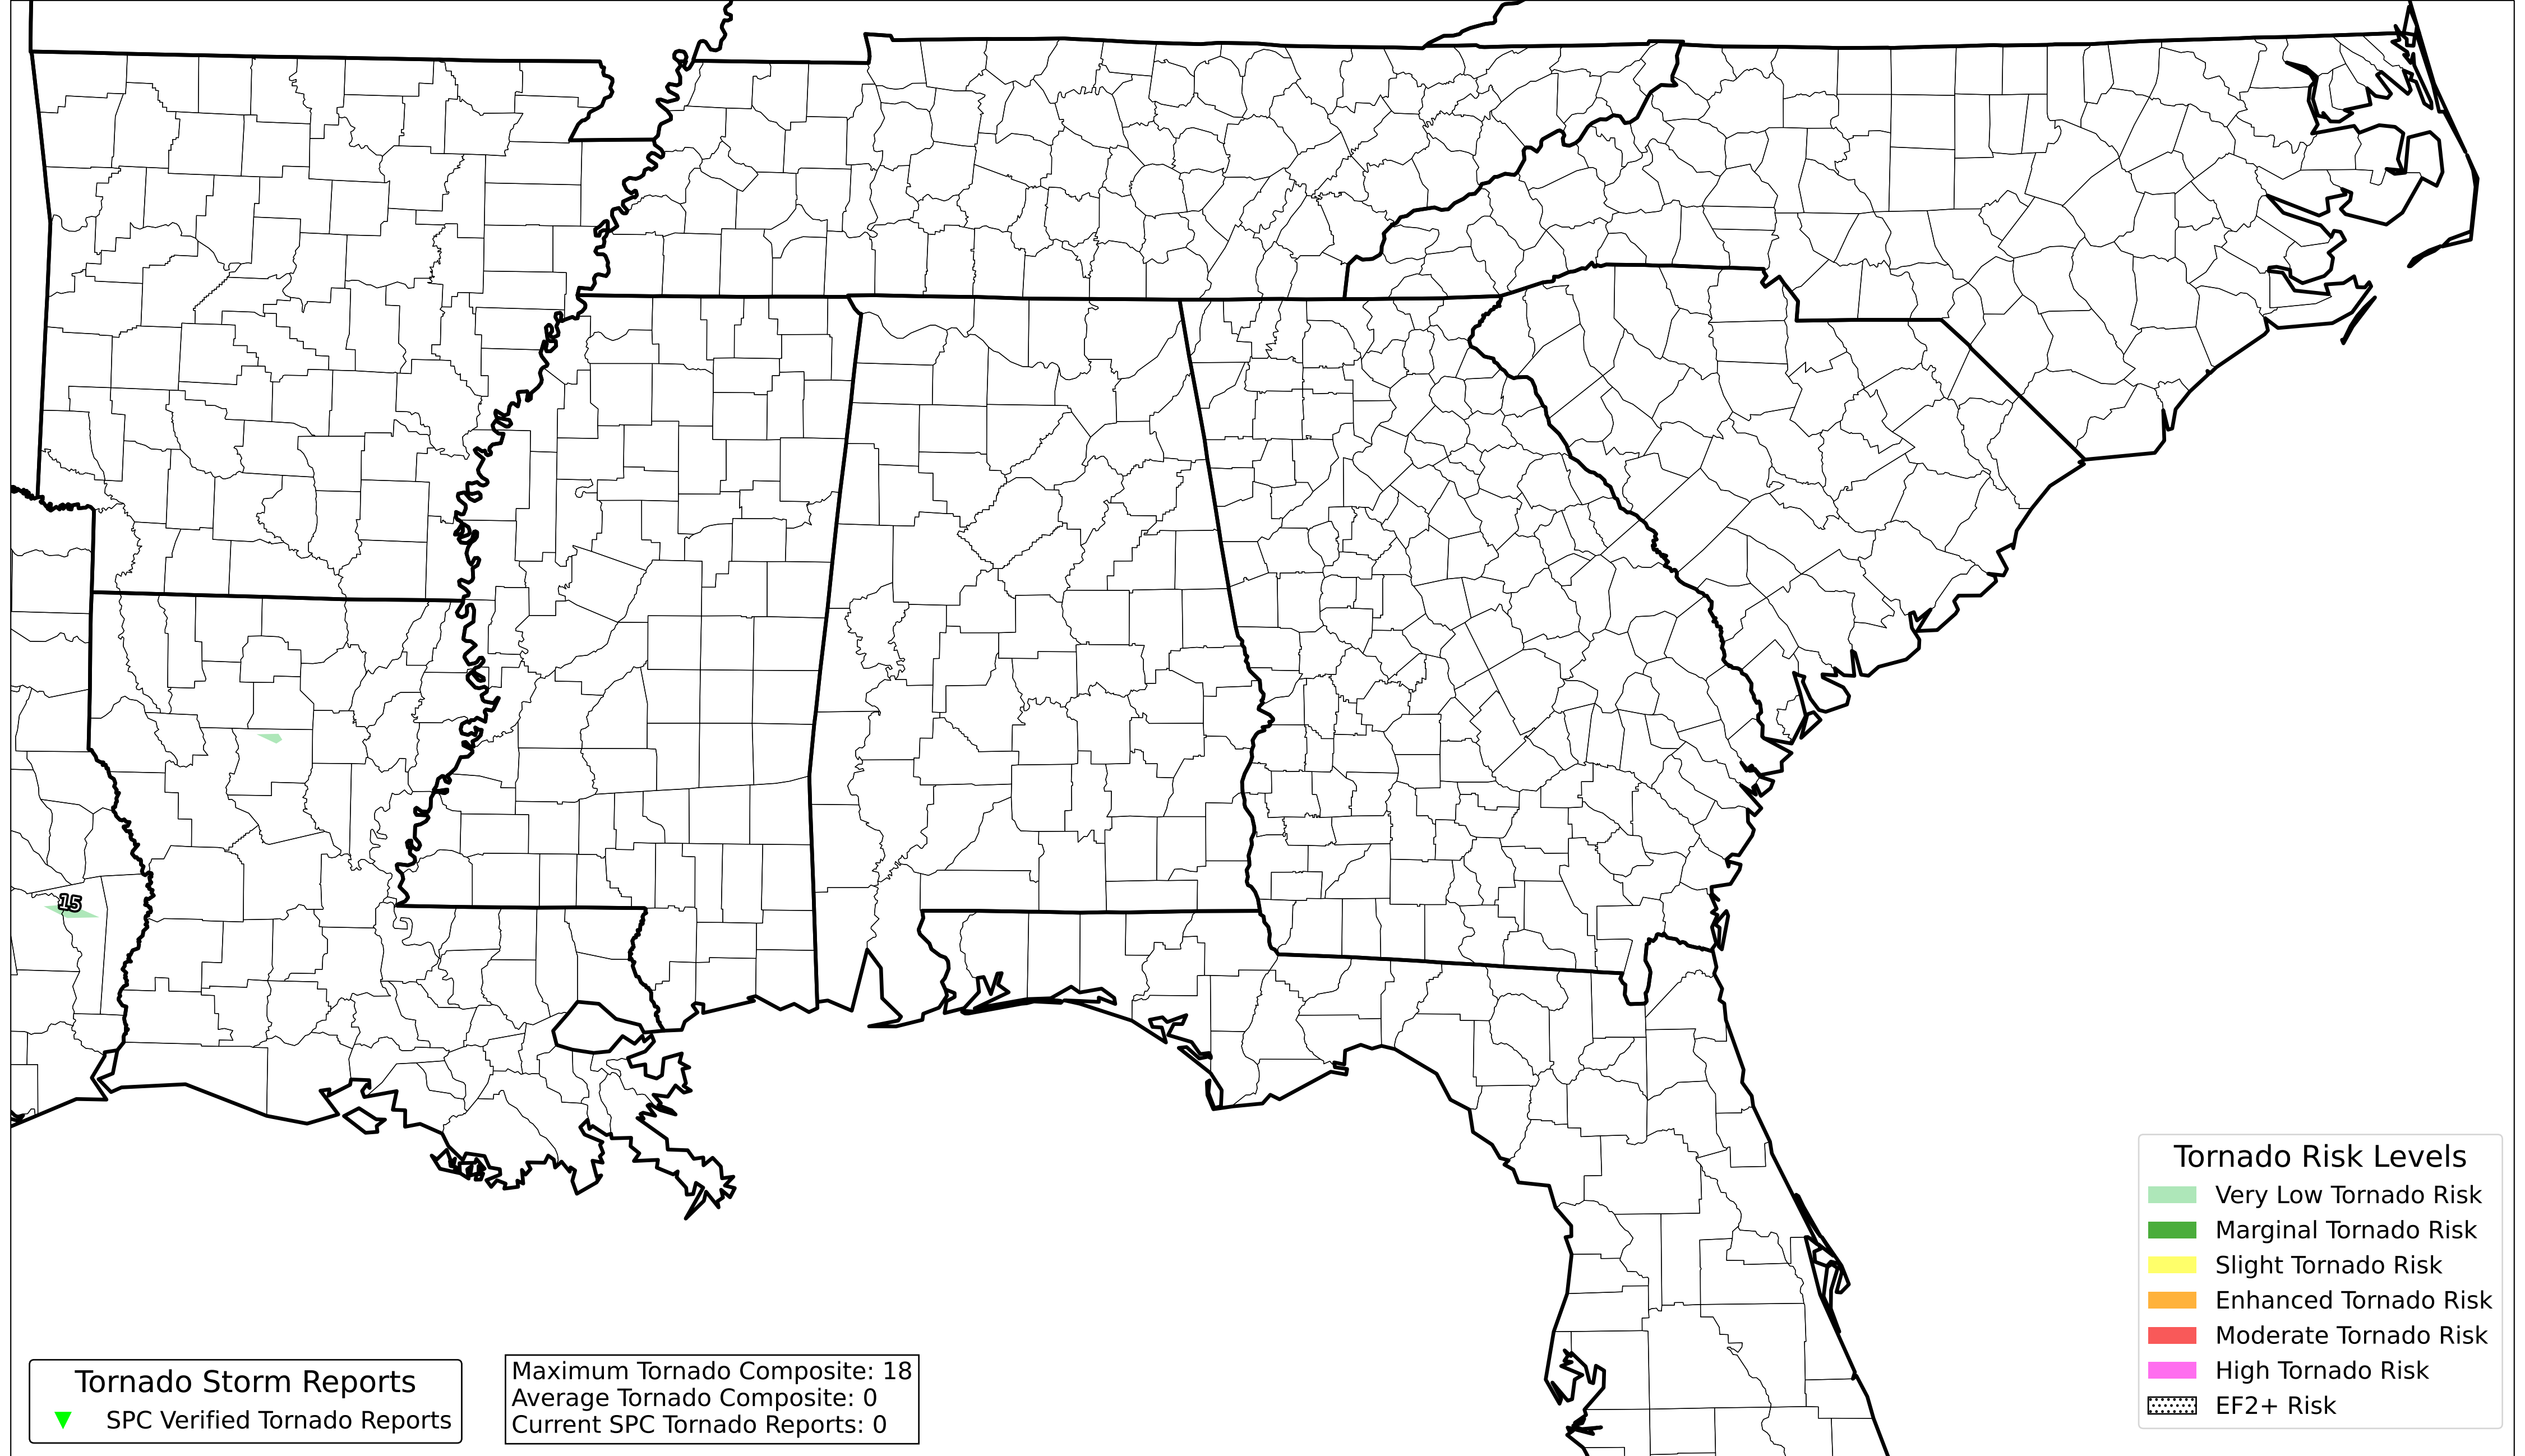 15
Tornado Storm Reports
SPC Verified Tornado Reports
Maximum Tornado Composite: 18
Average Tornado Composite: 0
Current SPC Tornado Reports: 0
Tornado Risk Levels
Very Low Tornado Risk
Marginal Tornado Risk
Slight Tornado Risk
Enhanced Tornado Risk
Moderate Tornado Risk
High Tornado Risk
EF2+ Risk